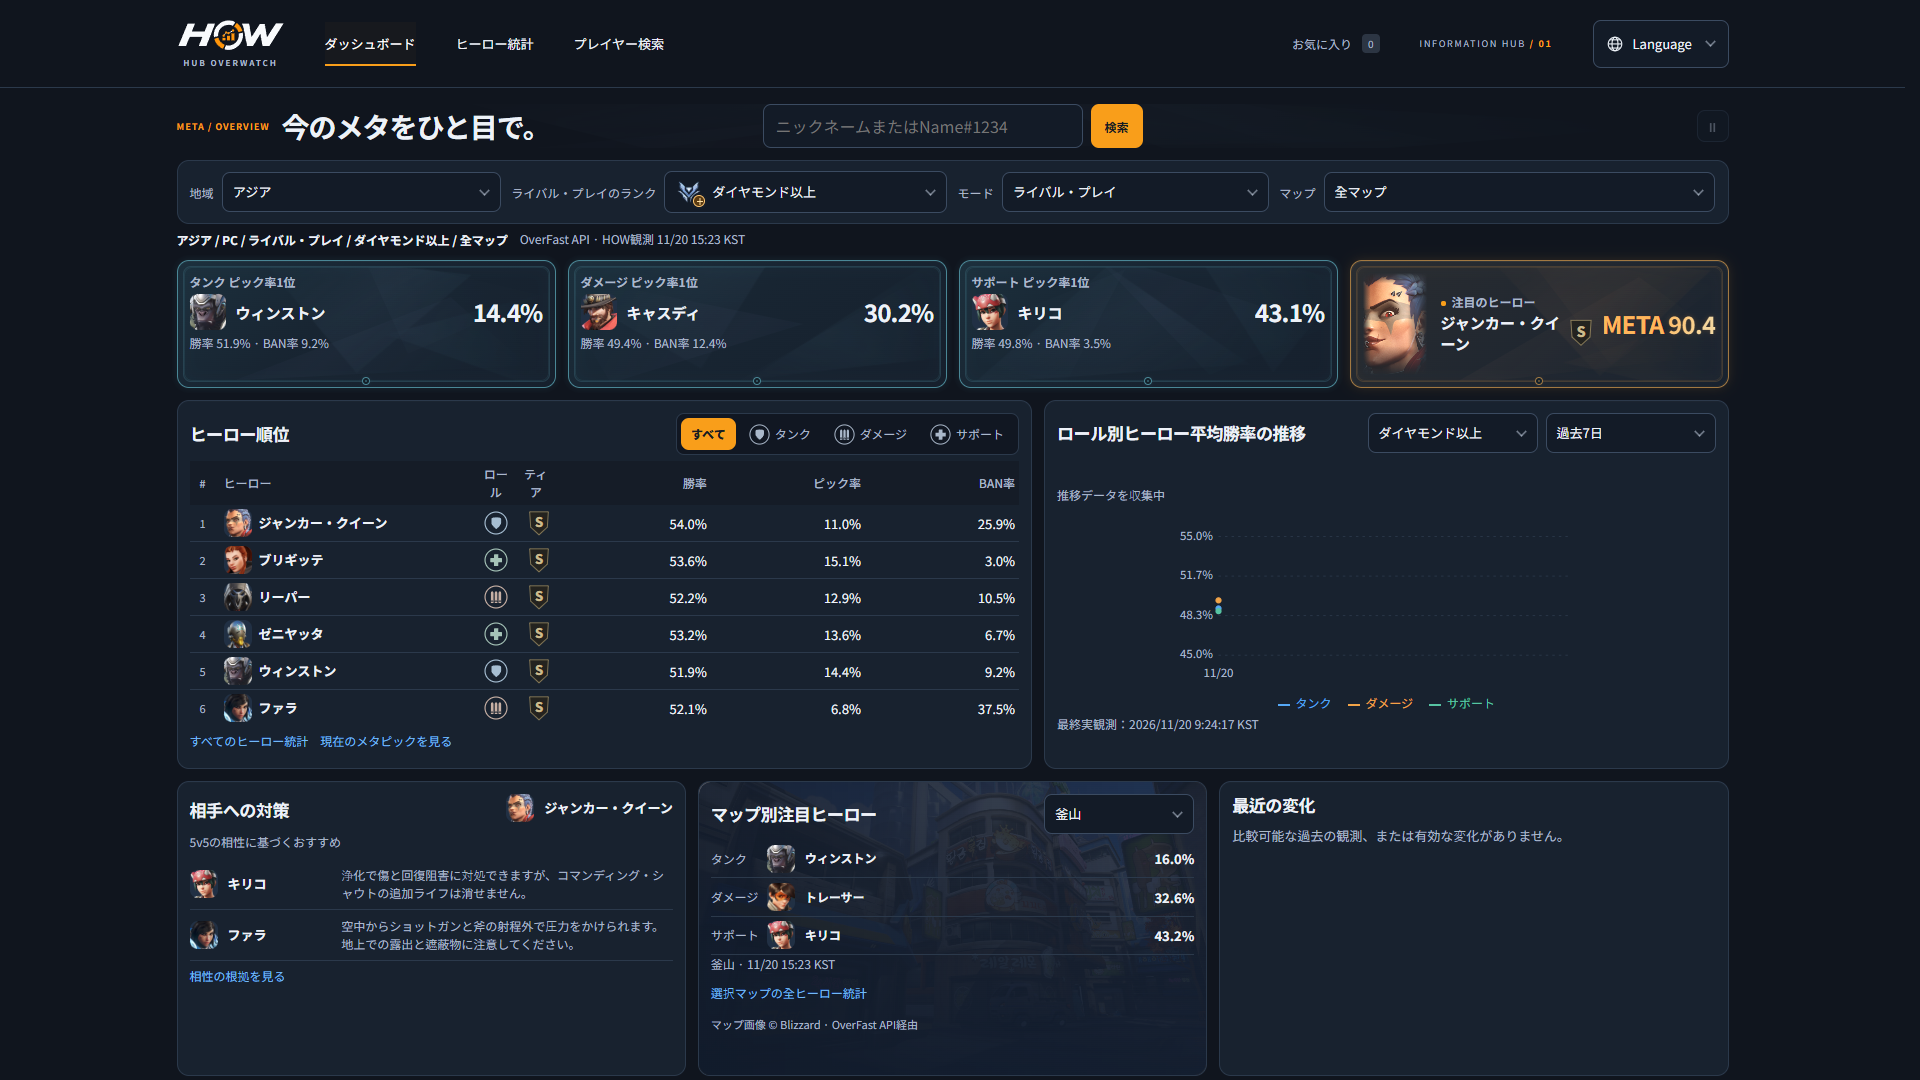 HOW
HUB OVERWATCH
ダッシュボード
ヒーロー統計
プレイヤー検索
お気に入り 0
INFORMATION HUB / 01
Language
META / OVERVIEW
今のメタをひと目で。
ニックネームまたはName#1234
検索
地域
アジア
ライバル・プレイのランク
ダイヤモンド以上
モード
ライバル・プレイ
マップ
全マップ
アジア / PC / ライバル・プレイ / ダイヤモンド以上 / 全マップ
OverFast API · HOW観測 11/20 15:23 KST
タンク ピック率1位
ウィンストン
14.4%
勝率 51.9% · BAN率 9.2%
ダメージ ピック率1位
キャスディ
30.2%
勝率 49.4% · BAN率 12.4%
サポート ピック率1位
キリコ
43.1%
勝率 49.8% · BAN率 3.5%
注目のヒーロー
ジャンカー・クイ
ーン
S
META 90.4
ヒーロー順位
すべて
タンク
ダメージ
サポート
# ヒーロー ロー
ル ティ
ア 勝率 ピック率 BAN率
1 ジャンカー・クイーン S 54.0% 11.0% 25.9%
2 ブリギッテ S 53.6% 15.1% 3.0%
3 リーパー S 52.2% 12.9% 10.5%
4 ゼニヤッタ S 53.2% 13.6% 6.7%
5 ウィンストン S 51.9% 14.4% 9.2%
6 ファラ S 52.1% 6.8% 37.5%
すべてのヒーロー統計
現在のメタピックを見る
ロール別ヒーロー平均勝率の推移
ダイヤモンド以上
過去7日
推移データを収集中
55.0%
51.7%
48.3%
45.0%
11/20
タンク
ダメージ
サポート
最終実観測：2026/11/20 9:24:17 KST
相手への対策
ジャンカー・クイーン
5v5の相性に基づくおすすめ
キリコ
浄化で傷と回復阻害に対処できますが、コマンディング・シ
ャウトの追加ライフは消せません。
ファラ
空中からショットガンと斧の射程外で圧力をかけられます。
地上での露出と遮蔽物に注意してください。
相性の根拠を見る
マップ別注目ヒーロー
釜山
タンク ウィンストン 16.0%
ダメージ トレーサー 32.6%
サポート キリコ 43.2%
釜山 · 11/20 15:23 KST
選択マップの全ヒーロー統計
マップ画像 © Blizzard · OverFast API経由
最近の変化
比較可能な過去の観測、または有効な変化がありません。